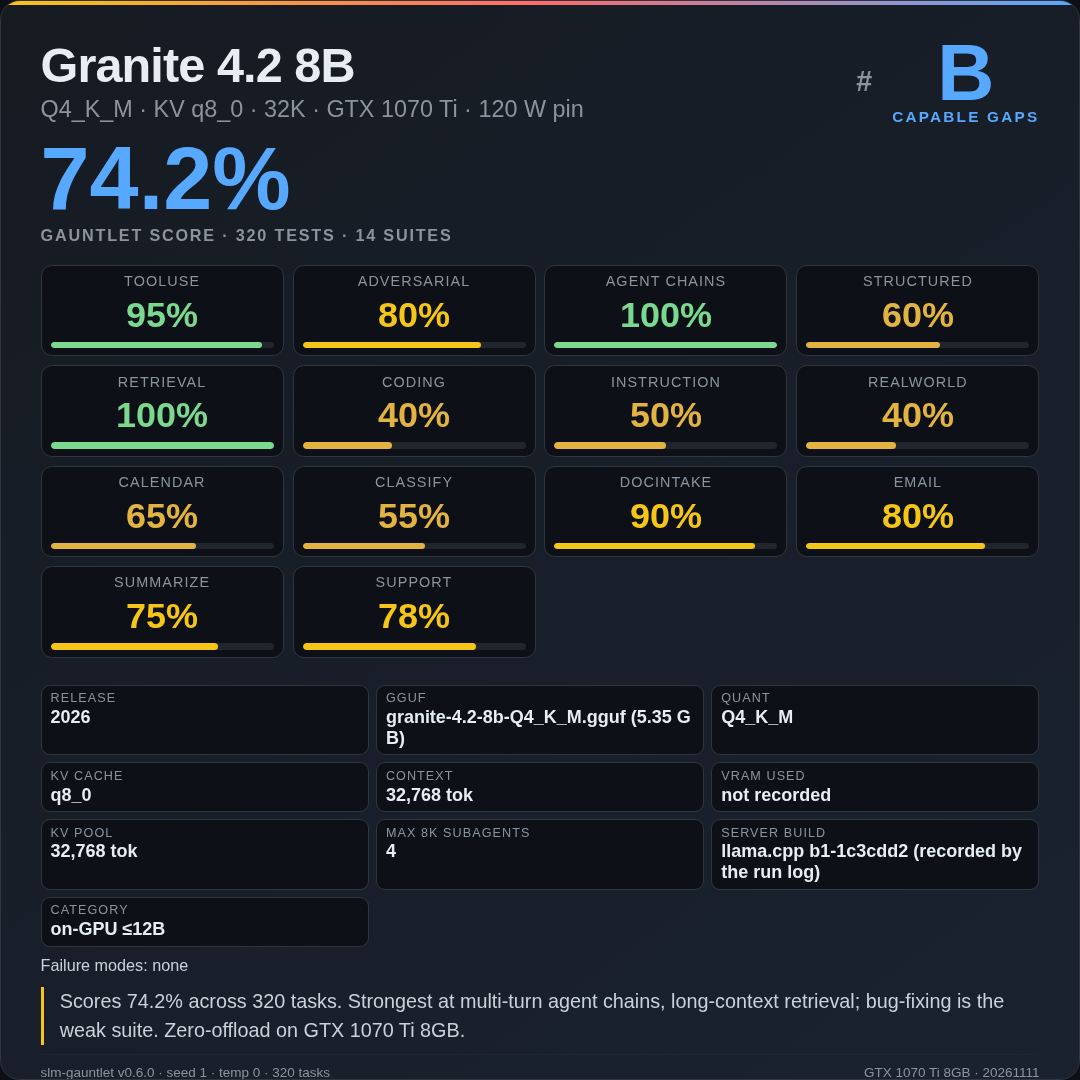 Granite 4.2 8B
Q4_K_M · KV q8_0 · 32K · GTX 1070 Ti · 120 W pin
#
B
CAPABLE GAPS
74.2%
GAUNTLET SCORE · 320 TESTS · 14 SUITES
TOOLUSE
95%
ADVERSARIAL
80%
AGENT CHAINS
100%
STRUCTURED
60%
RETRIEVAL
100%
CODING
40%
INSTRUCTION
50%
REALWORLD
40%
CALENDAR
65%
CLASSIFY
55%
DOCINTAKE
90%
EMAIL
80%
SUMMARIZE
75%
SUPPORT
78%
RELEASE
2026
GGUF
granite-4.2-8b-Q4_K_M.gguf (5.35 G
B)
QUANT
Q4_K_M
KV CACHE
q8_0
CONTEXT
32,768 tok
VRAM USED
not recorded
KV POOL
32,768 tok
MAX 8K SUBAGENTS
4
SERVER BUILD
llama.cpp b1-1c3cdd2 (recorded by
the run log)
CATEGORY
on-GPU ≤12B
Failure modes: none
Scores 74.2% across 320 tasks. Strongest at multi-turn agent chains, long-context retrieval; bug-fixing is the
weak suite. Zero-offload on GTX 1070 Ti 8GB.
slm-gauntlet v0.6.0 · seed 1 · temp 0 · 320 tasks
GTX 1070 Ti 8GB · 20261111